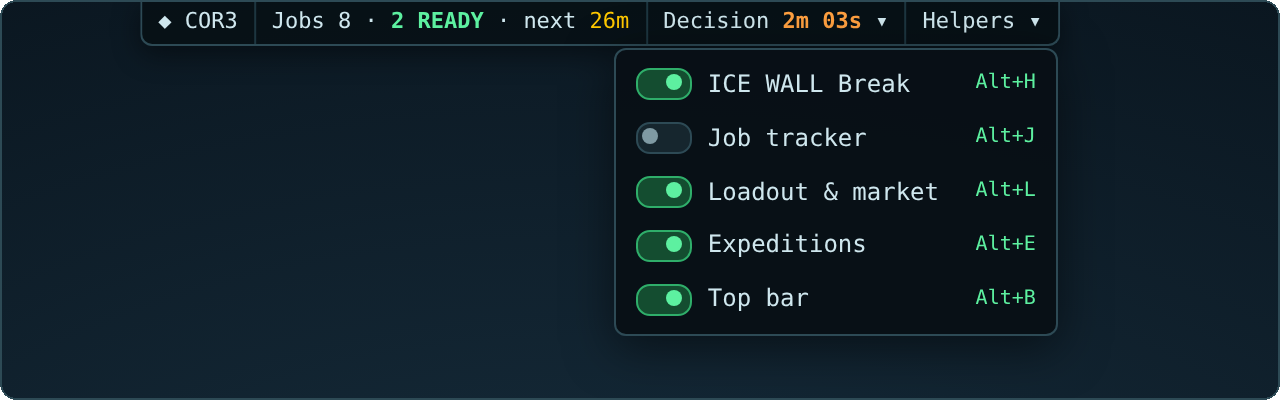 ◆ COR3 Jobs 8 · 2 READY · next 26m Decision 2m 03s ▾ Helpers ▾
ICE WALL Break Alt+H
Job tracker Alt+J
Loadout & market Alt+L
Expeditions Alt+E
Top bar Alt+B